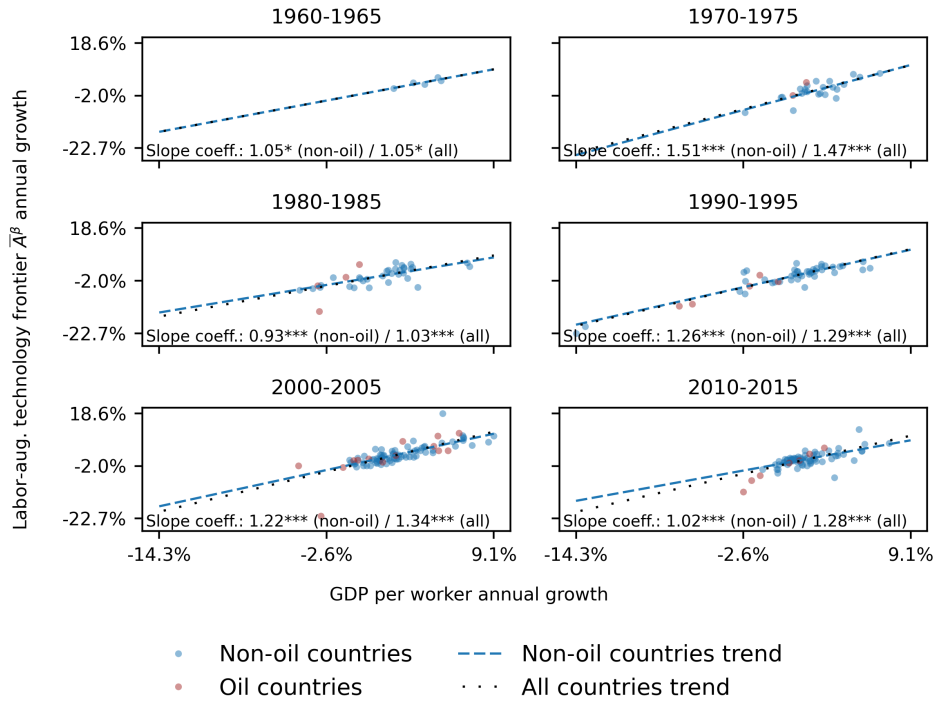 1960-1965
1970-1975
18.6%
-2.0%
-22.7%
Slope coeff.: 1.05* (non-oil) / 1.05* (all)
Slope coeff.: 1.51*** (non-oil) / 1.47*** (all)
1980-1985
1990-1995
18.6%
-2.0%
-22.7%
Slope coeff.: 0.93*** (non-oil) / 1.03*** (all)
Slope coeff.: 1.26*** (non-oil) / 1.29*** (all)
2000-2005
2010-2015
18.6%
-2.0%
-22.7%
Slope coeff.: 1.22*** (non-oil) / 1.34*** (all)
Slope coeff.: 1.02*** (non-oil) / 1.28*** (all)
-14.3% -2.6% 9.1%
-14.3% -2.6% 9.1%
Labor-aug. technology frontier A̅ᵝ annual growth
GDP per worker annual growth
Non-oil countries
Non-oil countries trend
Oil countries
All countries trend